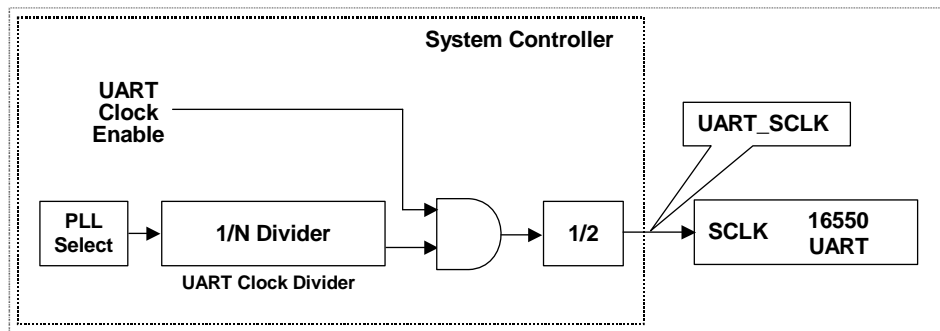 System Controller
UART
Clock
Enable
UART_SCLK
PLL
Select
1/N Divider
1/2
SCLK 16550
UART
UART Clock Divider